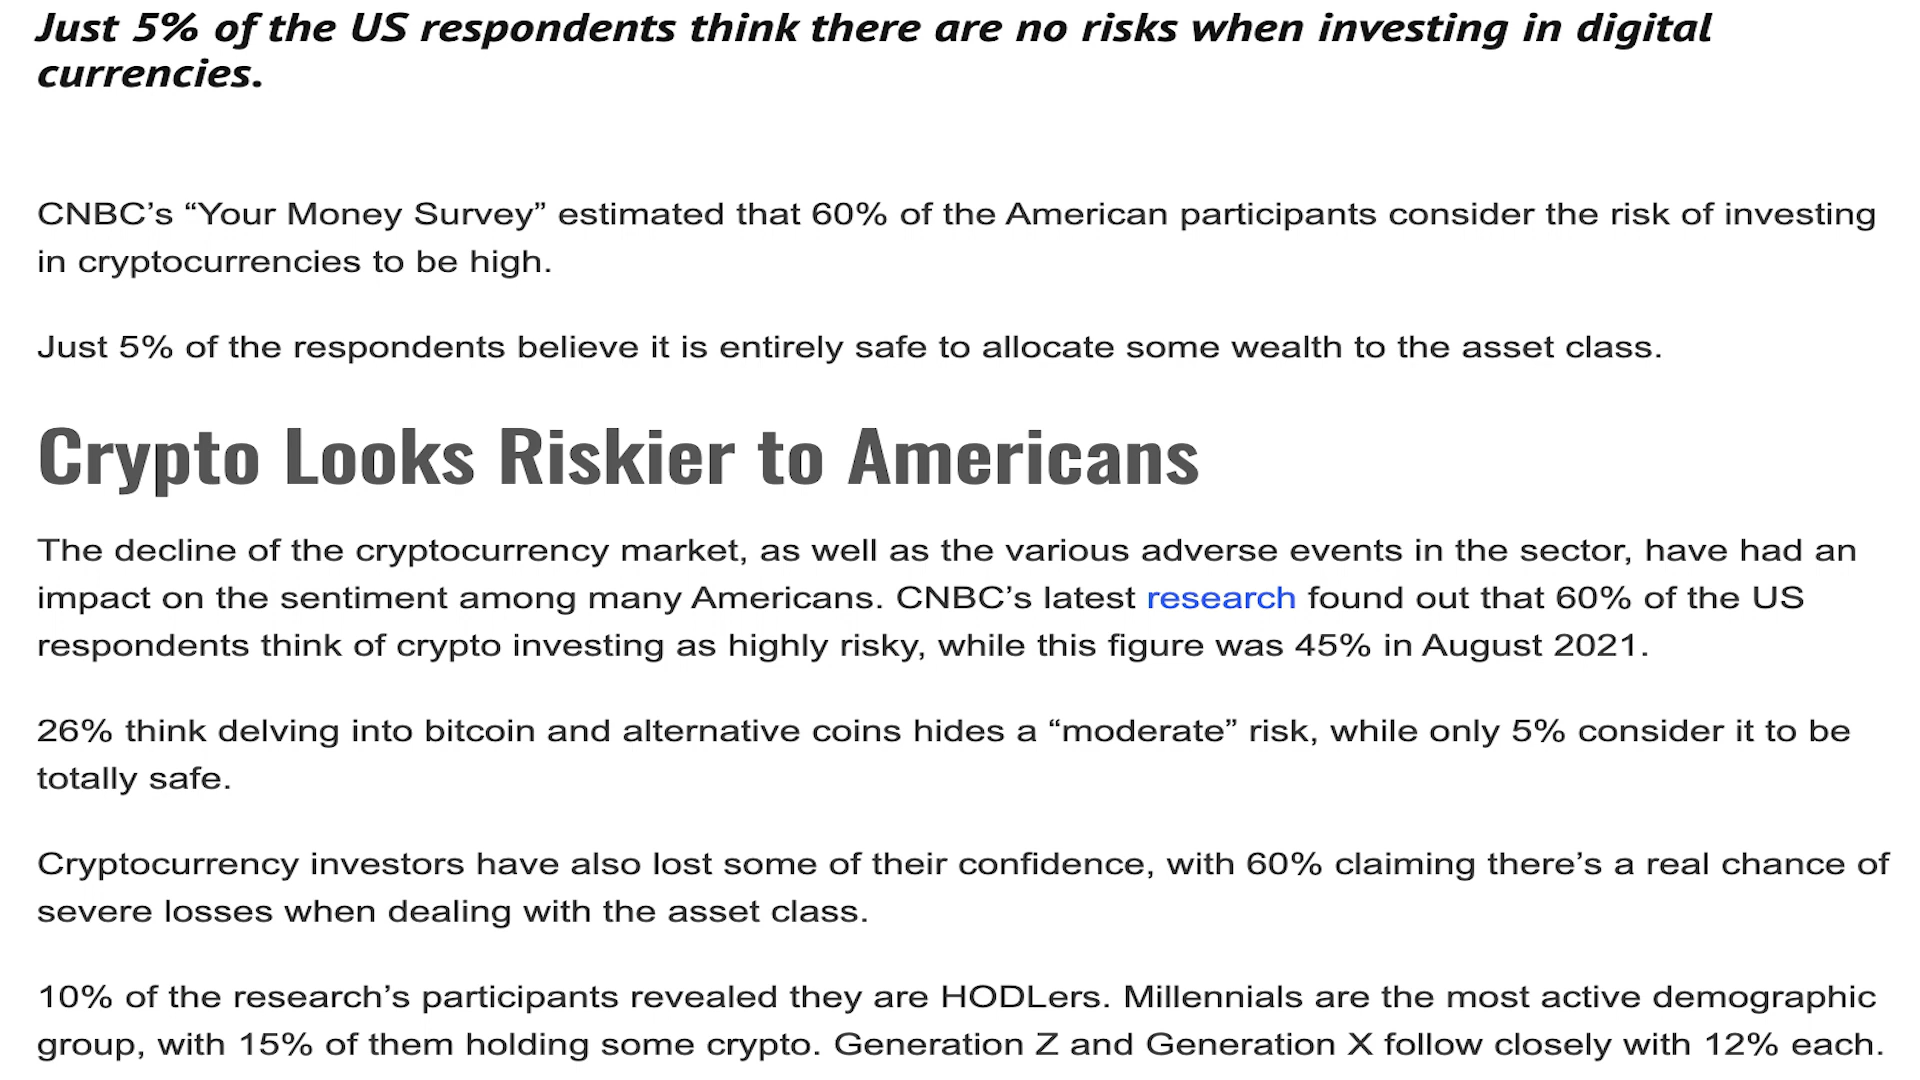 Just 5% of the US respondents think there are no risks when investing in digital
currencies.
CNBC’s “Your Money Survey” estimated that 60% of the American participants consider the risk of investing
in cryptocurrencies to be high.
Just 5% of the respondents believe it is entirely safe to allocate some wealth to the asset class.
Crypto Looks Riskier to Americans
The decline of the cryptocurrency market, as well as the various adverse events in the sector, have had an
impact on the sentiment among many Americans. CNBC’s latest research found out that 60% of the US
respondents think of crypto investing as highly risky, while this figure was 45% in August 2021.
26% think delving into bitcoin and alternative coins hides a “moderate” risk, while only 5% consider it to be
totally safe.
Cryptocurrency investors have also lost some of their confidence, with 60% claiming there’s a real chance of
severe losses when dealing with the asset class.
10% of the research’s participants revealed they are HODLers. Millennials are the most active demographic
group, with 15% of them holding some crypto. Generation Z and Generation X follow closely with 12% each.